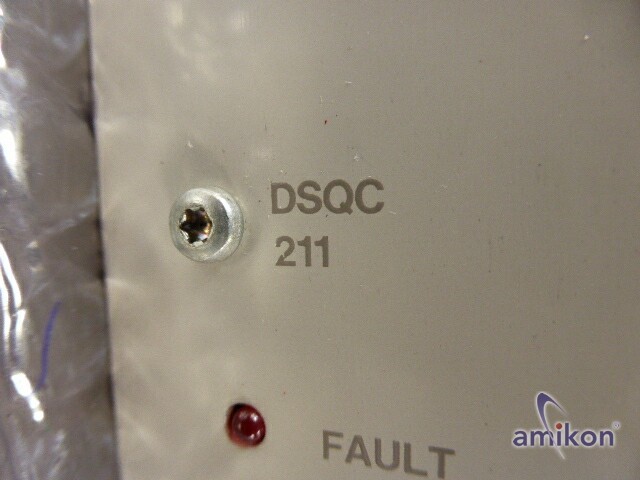 DSQC
211
FAULT
amikon®